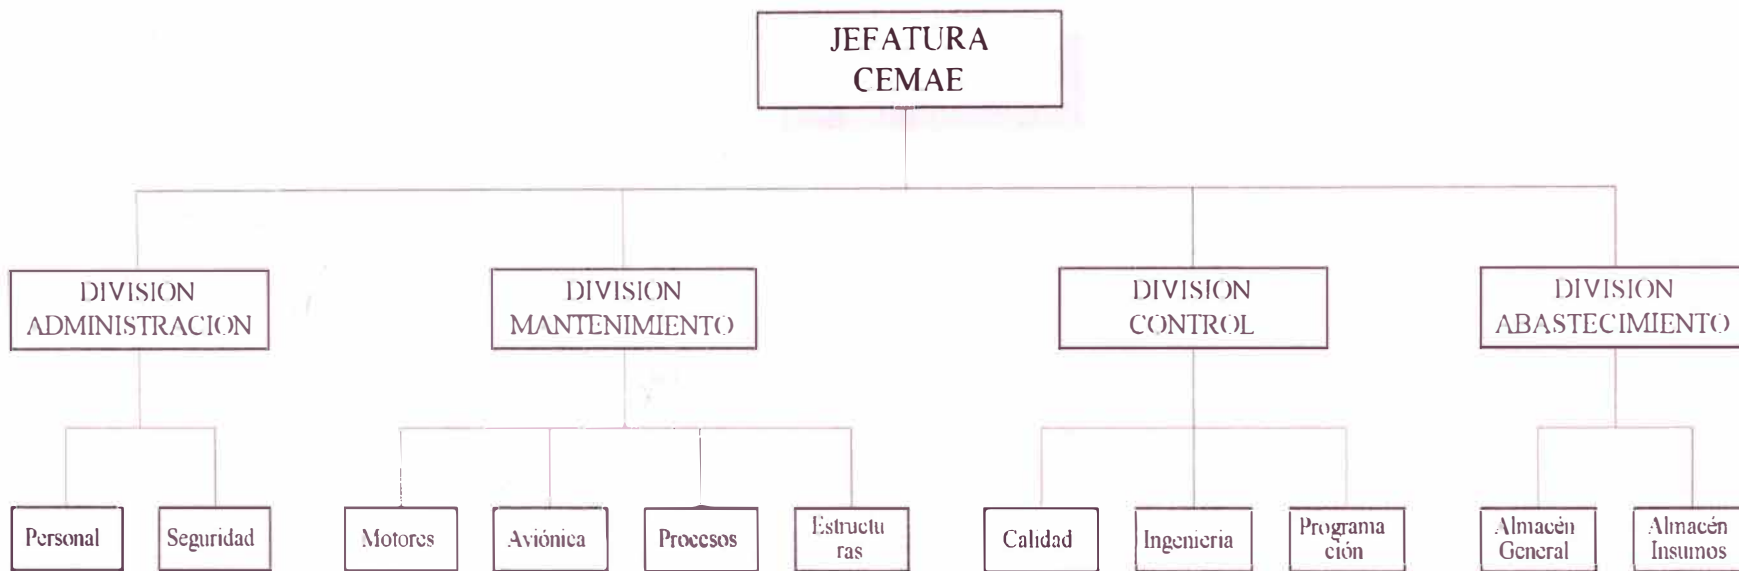 JEFATURA
CEMAE
DIVISION
ADMINISTRACION
DIVISION
MANTENIMIENTO
DIVISION
CONTROL
DIVISION
ABASTECIMIENTO
Personal
Seguridad
Motores
Aviónica
Procesos
Estructu
ras
Calidad
Ingenieria
Programa
ción
Almacén
General
Almacén
Insumos